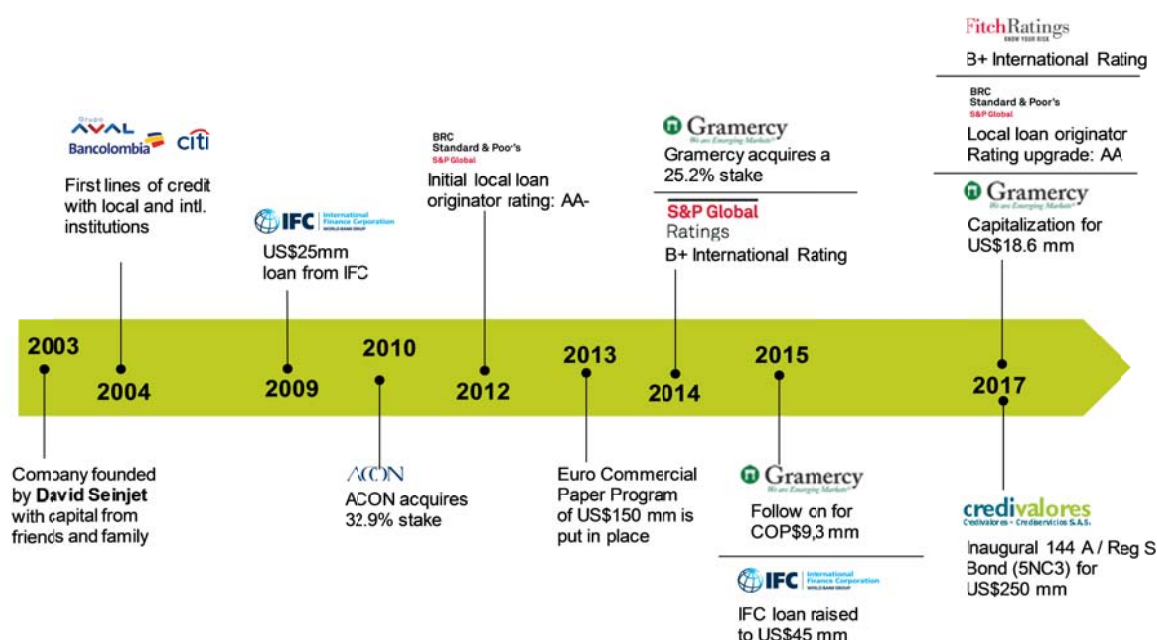 Grupo
AVAL
Bancolombia
citi
First lines of credit
with local and intl.
institutions
IFC
International
Finance Corporation
WORLD BANK GROUP
US$25mm
loan from IFC
BRC
Standard & Poor's
S&P Global
Initial local loan
originator rating: AA-
Gramercy
We are Emerging Markets®
Gramercy acquires a
25.2% stake
S&P Global
Ratings
B+ International Rating
FitchRatings
KNOW YOUR RISK
B+ International Rating
BRC
Standard & Poor's
S&P Global
Local loan originator
Rating upgrade: AA
Gramercy
We are Emerging Markets®
Capitalization for
US$18.6 mm
2003
2004
2009
2010
2012
2013
2014
2015
2017
Company founded
by David Seinjet
with capital from
friends and family
ACON
ACON acquires
32.9% stake
Euro Commercial
Paper Program
of US$150 mm is
put in place
Gramercy
We are Emerging Markets®
Follow on for
COP$9,3 mm
IFC
International
Finance Corporation
WORLD BANK GROUP
IFC loan raised
to US$45 mm
credivalores
Credivalores - Crediservicios S.A.S.
Inaugural 144 A / Reg S
Bond (5NC3) for
US$250 mm